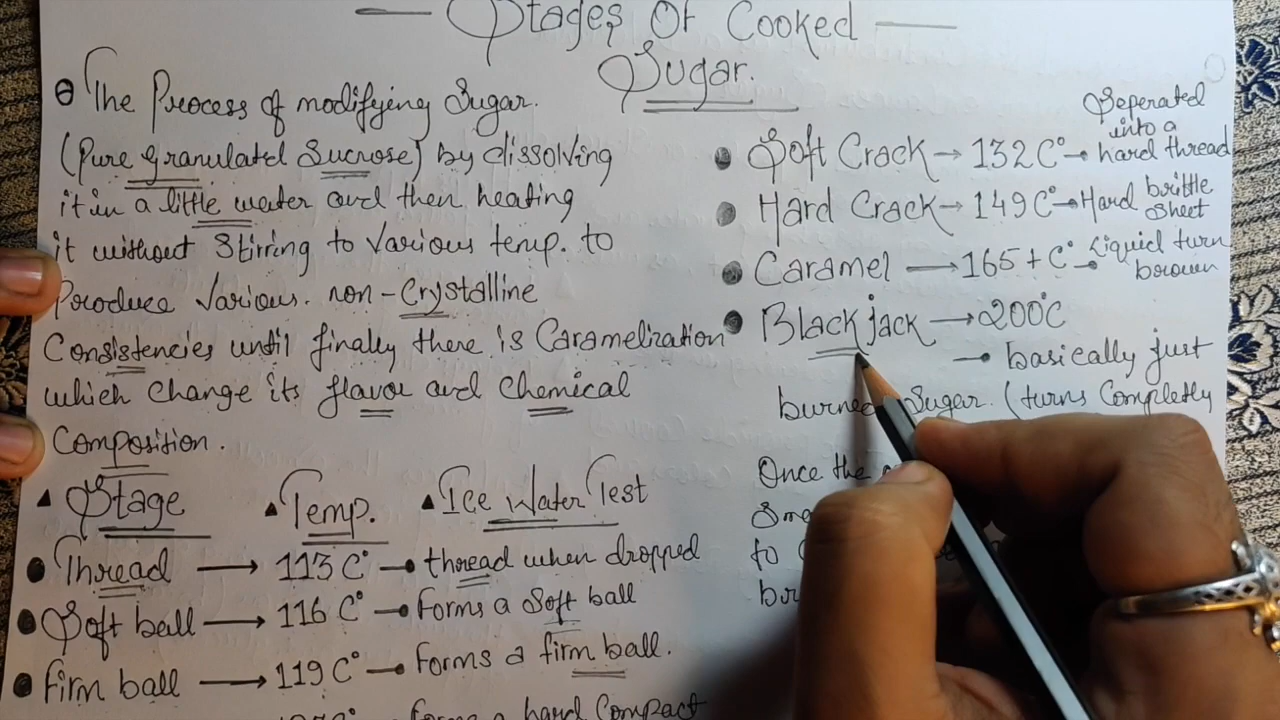 Stages Of Cooked
Sugar.
The Process of modifying Sugar.
(Pure granulated Sucrose) by dissolving
it in a little water and then heating
it without Stirring to Various temp. to
Produce Various. non-Crystalline
Consistencies until finally there is Caramelization
which change its flavor and Chemical
Composition.
Stage Temp. Ice Water Test
Thread → 113 C° → thread when dropped
Soft ball → 116 C° → forms a Soft ball
firm ball → 119 C° → forms a firm ball.
forms a hard Compact
Soft Crack → 132 C° → Seperated
into a
hard thread
Hard Crack → 149 C° → Hard brittle
Sheet
Caramel → 165+ C° → Liquid turn
brown
Black jack → 200°C
→ basically just
burned Sugar. (turns Completly
Once the
to